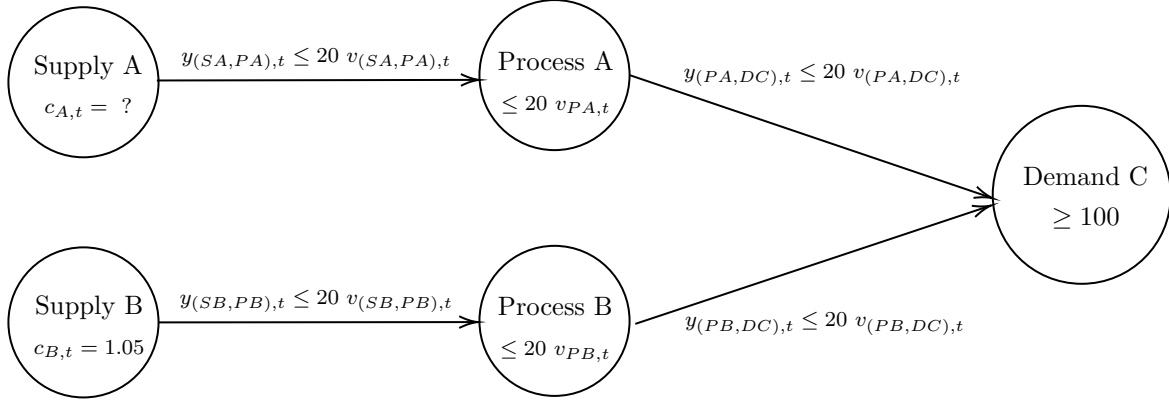 Supply A
c_{A,t} = ?
y_{(SA,PA),t} ≤ 20 v_{(SA,PA),t}
Process A
≤ 20 v_{PA,t}
y_{(PA,DC),t} ≤ 20 v_{(PA,DC),t}
Demand C
≥ 100
Supply B
c_{B,t} = 1.05
y_{(SB,PB),t} ≤ 20 v_{(SB,PB),t}
Process B
≤ 20 v_{PB,t}
y_{(PB,DC),t} ≤ 20 v_{(PB,DC),t}